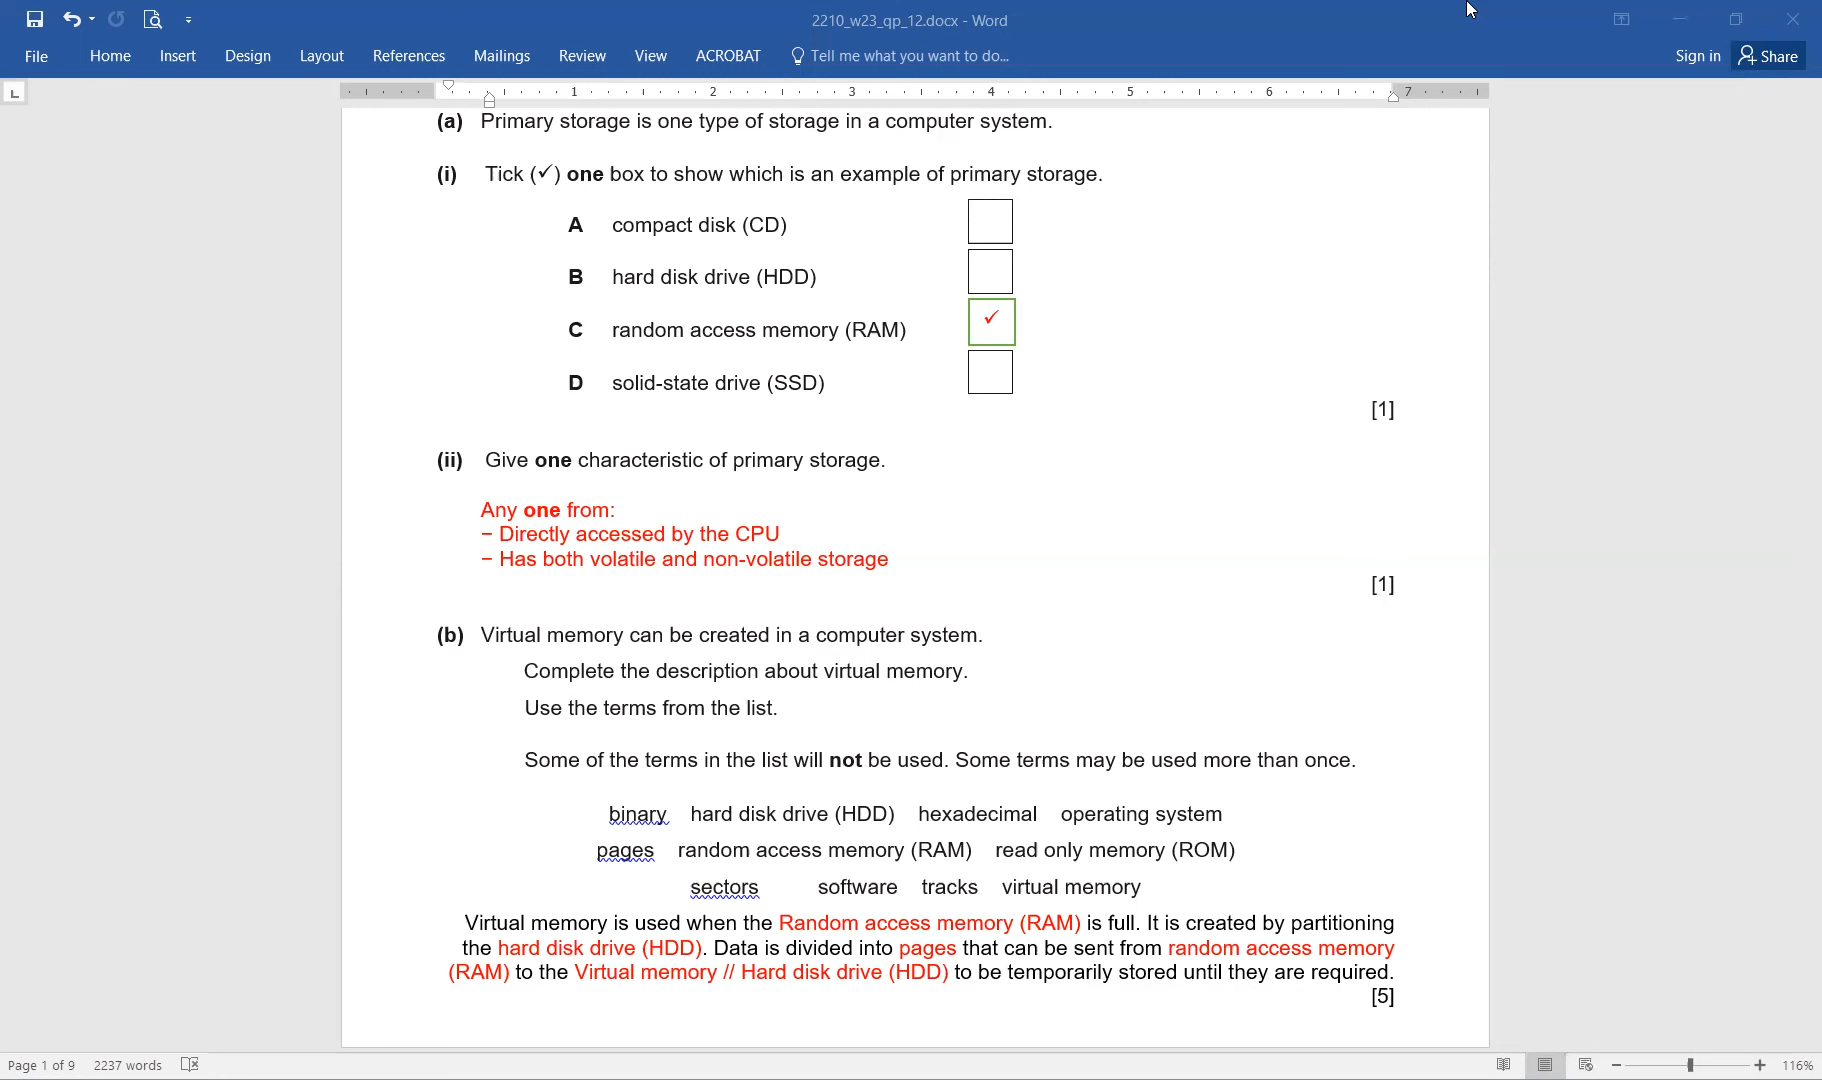 2210_w23_qp_12.docx - Word
File Home Insert Design Layout References Mailings Review View ACROBAT Tell me what you want to do... Sign in Share
1 2 3 4 5 6 7
(a) Primary storage is one type of storage in a computer system.
(i) Tick (✓) one box to show which is an example of primary storage.
A compact disk (CD)
B hard disk drive (HDD)
C random access memory (RAM) ✓
D solid-state drive (SSD)
[1]
(ii) Give one characteristic of primary storage.
Any one from:
– Directly accessed by the CPU
– Has both volatile and non-volatile storage
[1]
(b) Virtual memory can be created in a computer system.
Complete the description about virtual memory.
Use the terms from the list.
Some of the terms in the list will not be used. Some terms may be used more than once.
binary hard disk drive (HDD) hexadecimal operating system
pages random access memory (RAM) read only memory (ROM)
sectors software tracks virtual memory
Virtual memory is used when the Random access memory (RAM) is full. It is created by partitioning
the hard disk drive (HDD). Data is divided into pages that can be sent from random access memory
(RAM) to the Virtual memory // Hard disk drive (HDD) to be temporarily stored until they are required.
[5]
Page 1 of 9 2237 words 116%